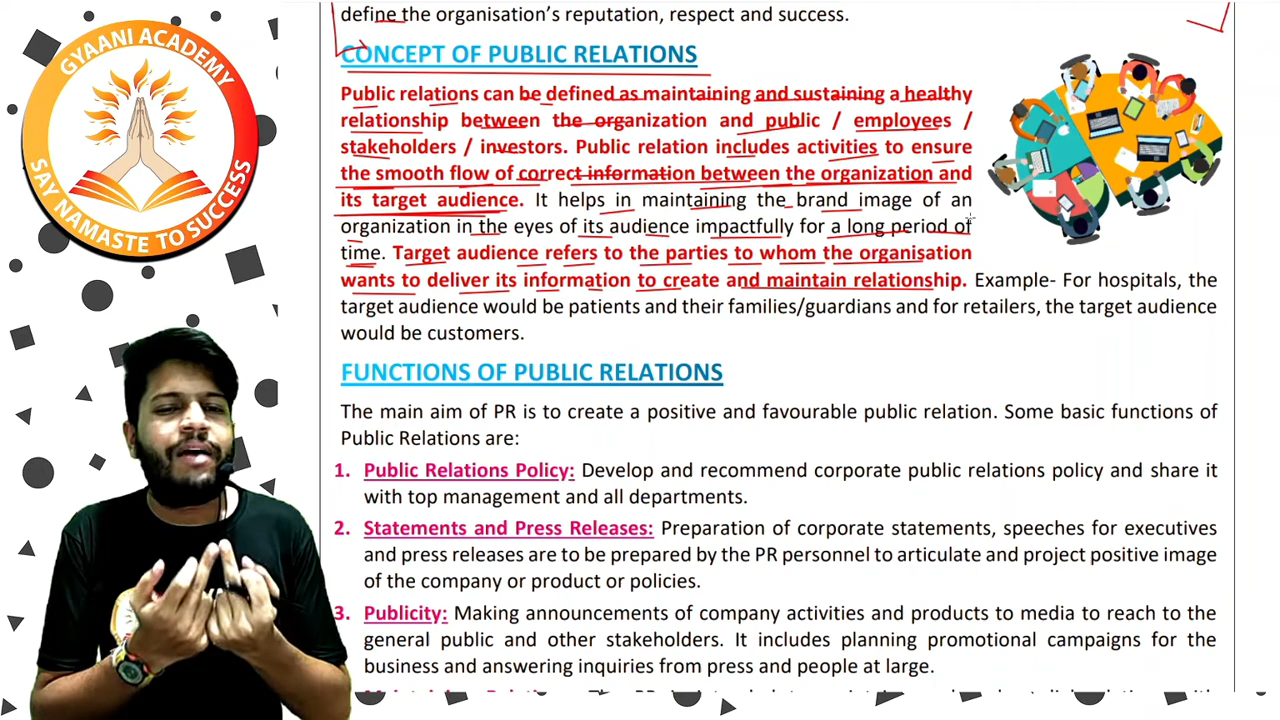 GYAANI ACADEMY
SAY NAMASTE TO SUCCESS
define the organisation's reputation, respect and success.
CONCEPT OF PUBLIC RELATIONS
Public relations can be defined as maintaining and sustaining a healthy
relationship between the organization and public / employees /
stakeholders / investors. Public relation includes activities to ensure
the smooth flow of correct information between the organization and
its target audience. It helps in maintaining the brand image of an
organization in the eyes of its audience impactfully for a long period of
time. Target audience refers to the parties to whom the organisation
wants to deliver its information to create and maintain relationship. Example- For hospitals, the
target audience would be patients and their families/guardians and for retailers, the target audience
would be customers.
FUNCTIONS OF PUBLIC RELATIONS
The main aim of PR is to create a positive and favourable public relation. Some basic functions of
Public Relations are:
1. Public Relations Policy: Develop and recommend corporate public relations policy and share it
with top management and all departments.
2. Statements and Press Releases: Preparation of corporate statements, speeches for executives
and press releases are to be prepared by the PR personnel to articulate and project positive image
of the company or product or policies.
3. Publicity: Making announcements of company activities and products to media to reach to the
general public and other stakeholders. It includes planning promotional campaigns for the
business and answering inquiries from press and people at large.